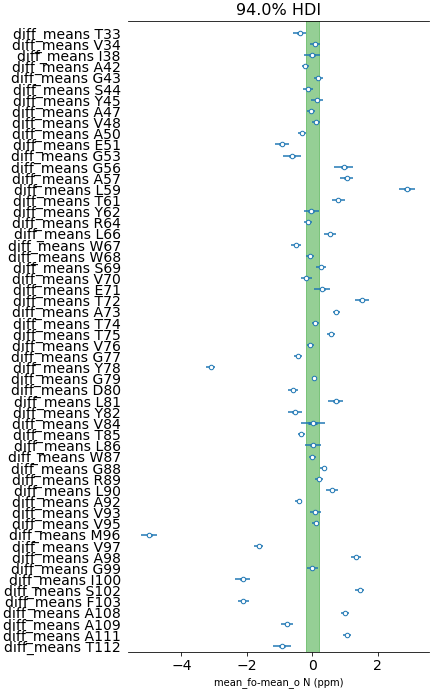 94.0% HDI
diff_means T33
diff_means V34
diff_means I38
diff_means A42
diff_means G43
diff_means S44
diff_means Y45
diff_means A47
diff_means V48
diff_means A50
diff_means E51
diff_means G53
diff_means G56
diff_means A57
diff_means L59
diff_means T61
diff_means Y62
diff_means R64
diff_means L66
diff_means W67
diff_means W68
diff_means S69
diff_means V70
diff_means E71
diff_means T72
diff_means A73
diff_means T74
diff_means T75
diff_means V76
diff_means G77
diff_means Y78
diff_means G79
diff_means D80
diff_means L81
diff_means Y82
diff_means V84
diff_means T85
diff_means L86
diff_means W87
diff_means G88
diff_means R89
diff_means L90
diff_means A92
diff_means V93
diff_means V95
diff_means M96
diff_means V97
diff_means A98
diff_means G99
diff_means I100
diff_means S102
diff_means F103
diff_means A108
diff_means A109
diff_means A111
diff_means T112
−4 −2 0 2
mean_fo-mean_o N (ppm)